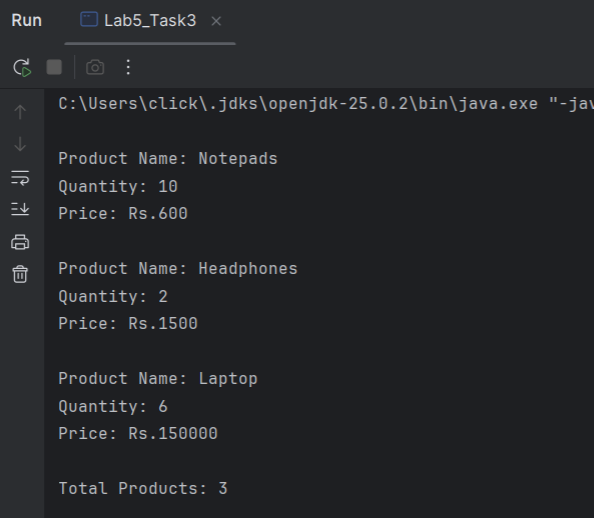 Run
Lab5_Task3
C:\Users\click\.jdks\openjdk-25.0.2\bin\java.exe "-jav
Product Name: Notepads
Quantity: 10
Price: Rs.600
Product Name: Headphones
Quantity: 2
Price: Rs.1500
Product Name: Laptop
Quantity: 6
Price: Rs.150000
Total Products: 3